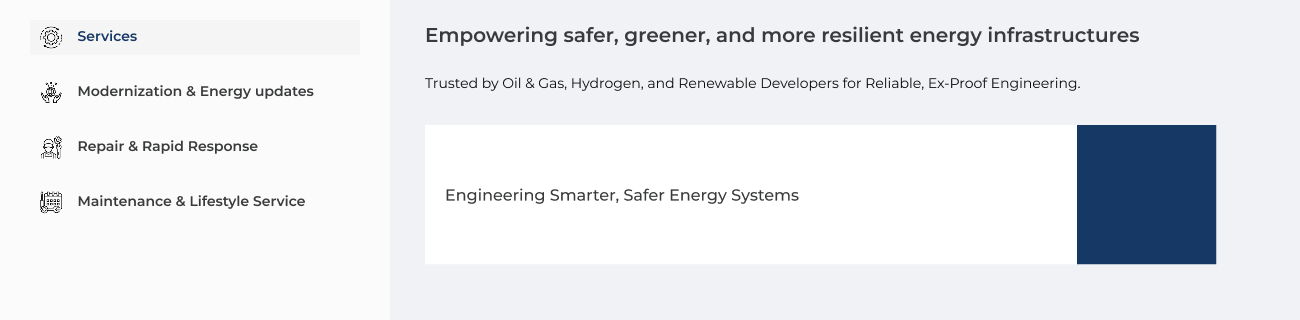 Services
Modernization & Energy updates
Repair & Rapid Response
Maintenance & Lifestyle Service
Empowering safer, greener, and more resilient energy infrastructures
Trusted by Oil & Gas, Hydrogen, and Renewable Developers for Reliable, Ex-Proof Engineering.
Engineering Smarter, Safer Energy Systems